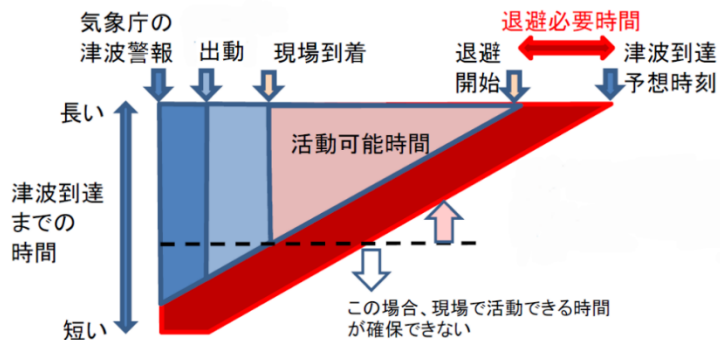 気象庁の
津波警報
出動
現場到着
退避
開始
退避必要時間
津波到達
予想時刻
長い
活動可能時間
津波到達
までの
時間
短い
この場合、現場で活動できる時間
が確保できない